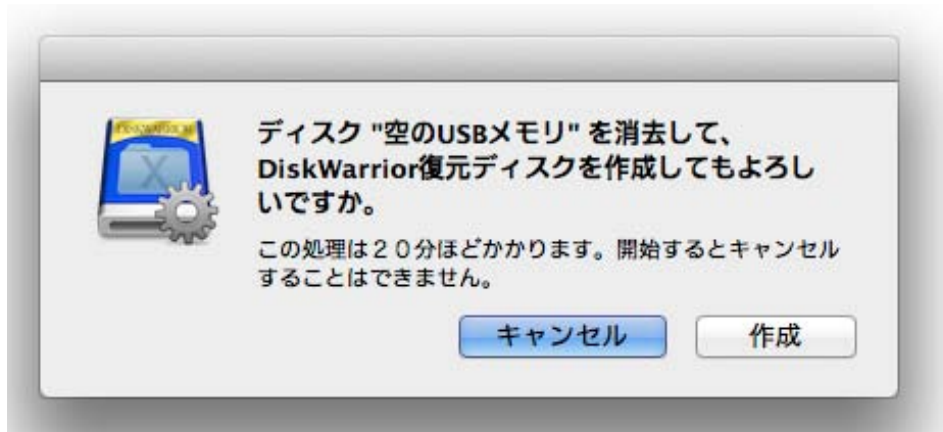 DISKWARRIOR
ディスク "空のUSBメモリ" を消去して、
DiskWarrior復元ディスクを作成してもよろし
いですか。
この処理は２０分ほどかかります。開始するとキャンセル
することはできません。
キャンセル
作成